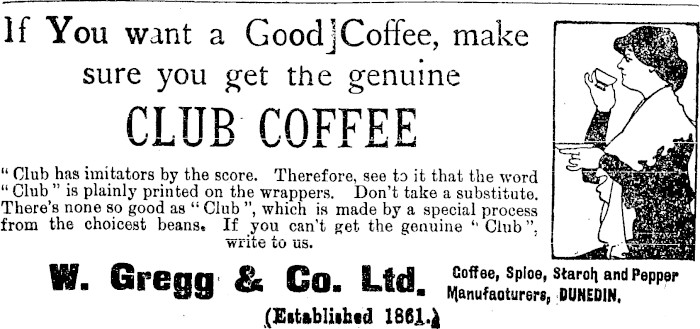 If You want a Good Coffee, make
sure you get the genuine
CLUB COFFEE
" Club has imitators by the score. Therefore, see to it that the word
" Club " is plainly printed on the wrappers. Don't take a substitute.
There's none so good as " Club ", which is made by a special process
from the choicest beans. If you can't get the genuine " Club ",
write to us.
W. Gregg & Co. Ltd.
Coffee, Spice, Starch and Pepper
Manufacturers, DUNEDIN.
(Established 1861.)